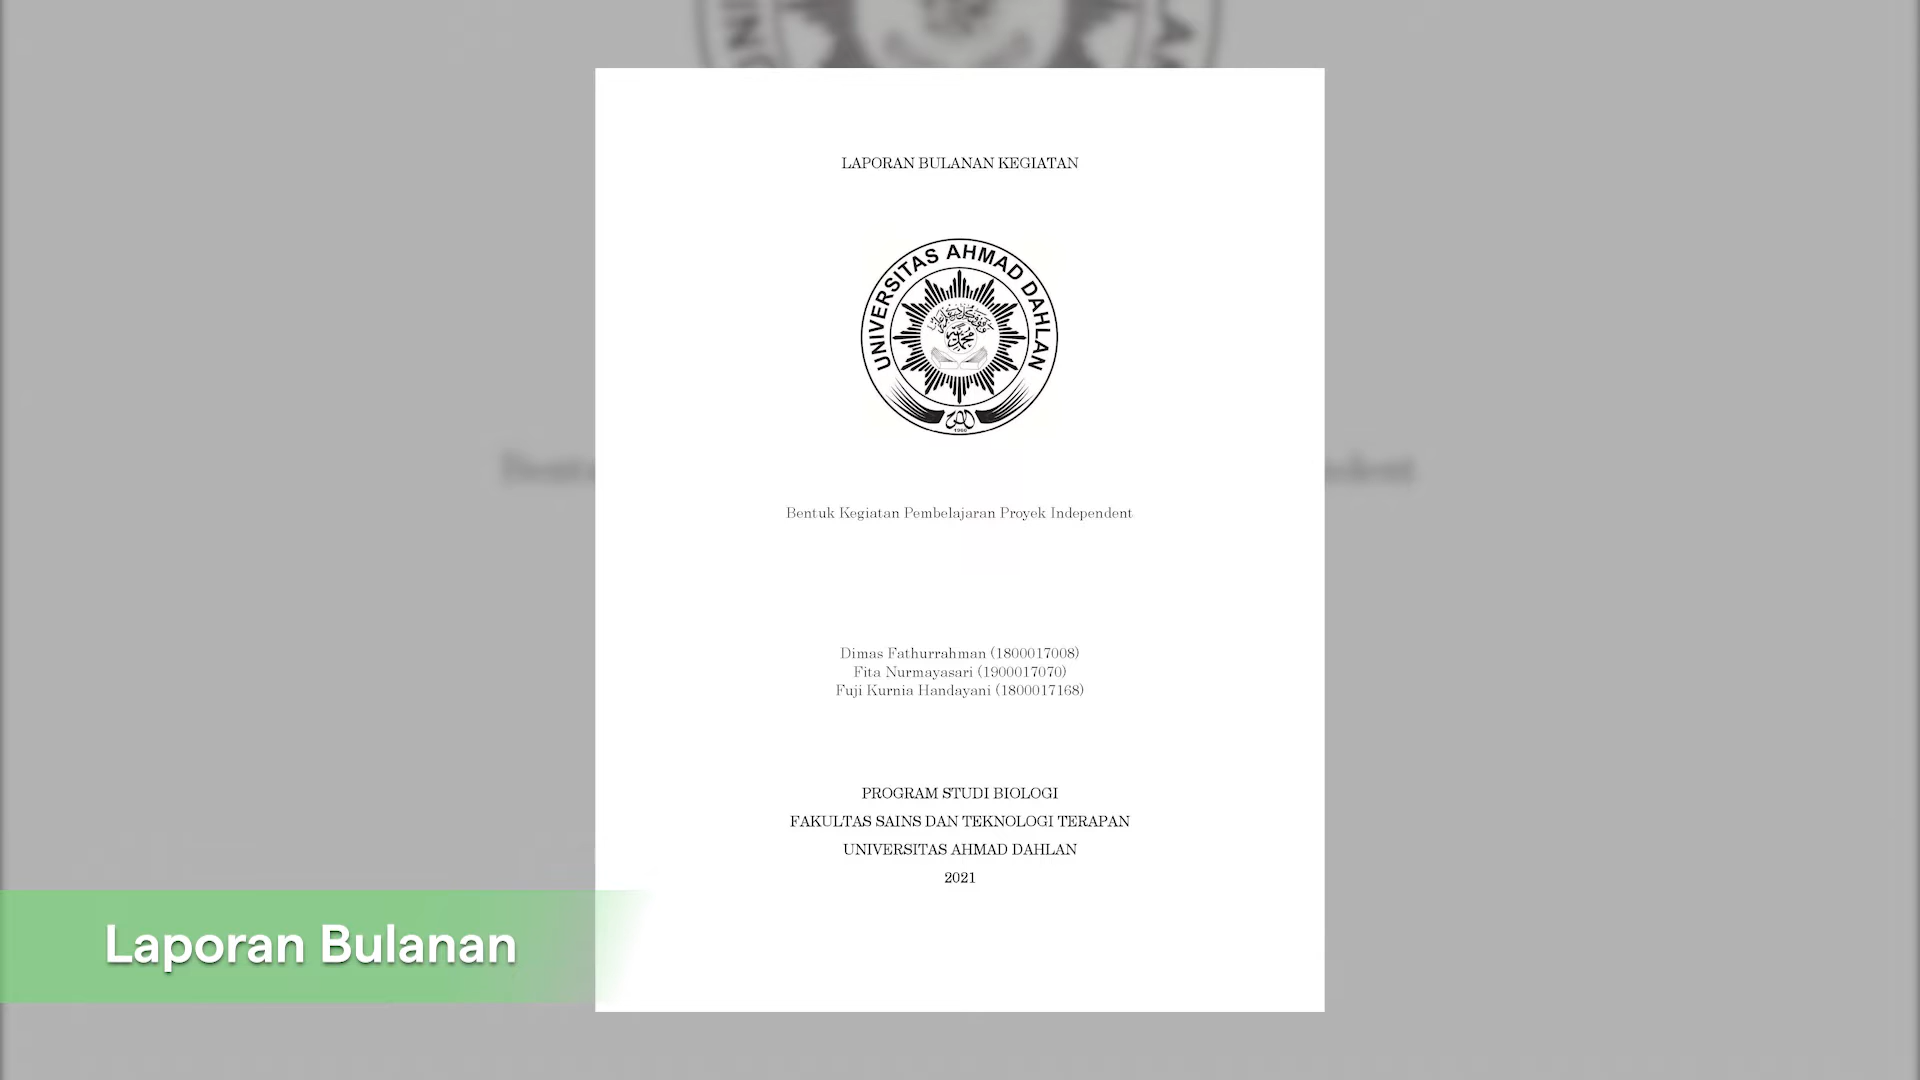 LAPORAN BULANAN KEGIATAN
UNIVERSITAS AHMAD DAHLAN
1960
Bentuk Kegiatan Pembelajaran Proyek Independent
Dimas Fathurrahman (1800017008)
Fita Nurmayasari (1900017070)
Fuji Kurnia Handayani (1800017168)
PROGRAM STUDI BIOLOGI
FAKULTAS SAINS DAN TEKNOLOGI TERAPAN
UNIVERSITAS AHMAD DAHLAN
2021
Laporan Bulanan